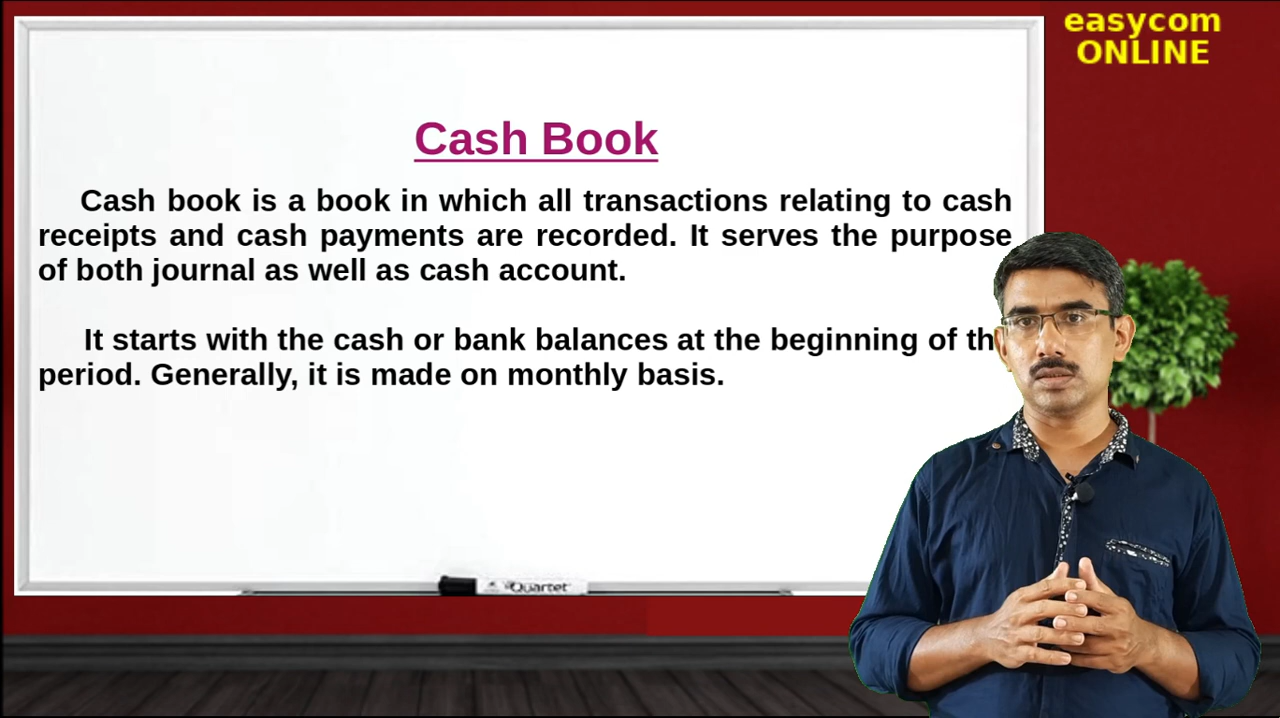 easycom
ONLINE
Cash Book
Cash book is a book in which all transactions relating to cash
receipts and cash payments are recorded. It serves the purpose
of both journal as well as cash account.
It starts with the cash or bank balances at the beginning of
period. Generally, it is made on monthly basis.
Quartet